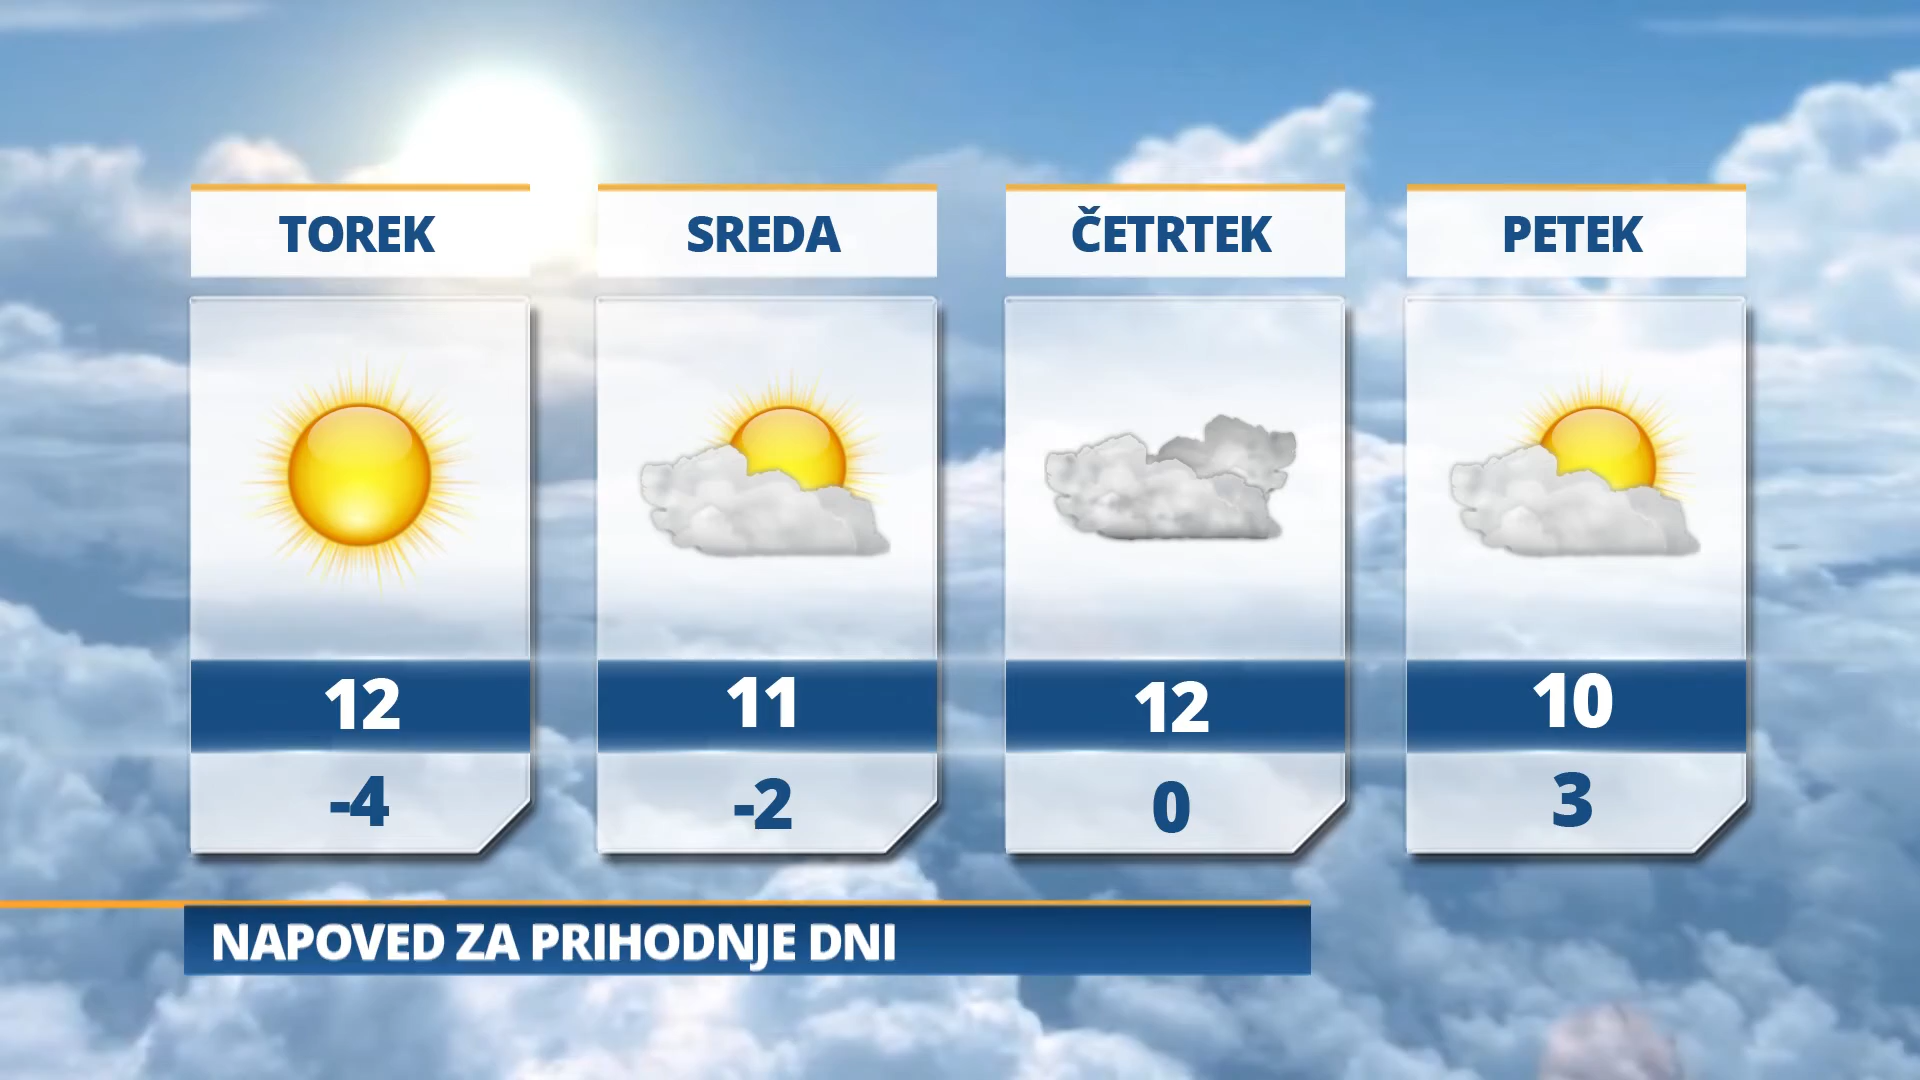 TOREK
SREDA
ČETRTEK
PETEK
12
11
12
10
-4
-2
0
3
NAPOVED ZA PRIHODNJE DNI